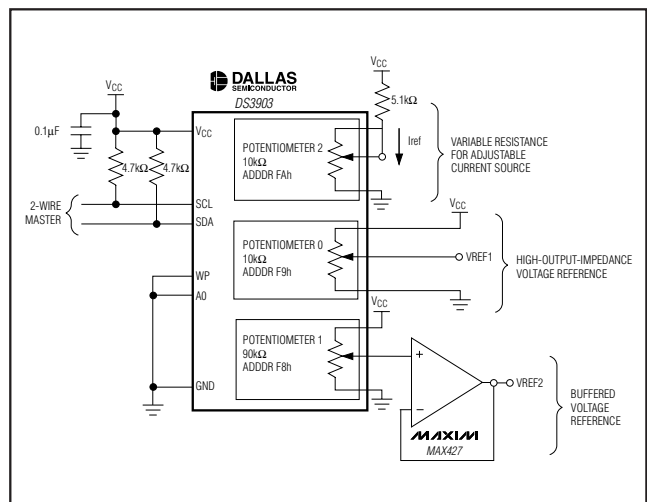 DALLAS
SEMICONDUCTOR
DS3903
VCC
0.1µF
4.7kΩ
4.7kΩ
2-WIRE
MASTER
VCC
SCL
SDA
WP
A0
GND
POTENTIOMETER 2
10kΩ
ADDDR FAh
POTENTIOMETER 0
10kΩ
ADDDR F9h
POTENTIOMETER 1
90kΩ
ADDDR F8h
VCC
5.1kΩ
Iref
VARIABLE RESISTANCE
FOR ADJUSTABLE
CURRENT SOURCE
VCC
VREF1
HIGH-OUTPUT-IMPEDANCE
VOLTAGE REFERENCE
VCC
+
-
VREF2
MAXIM
MAX427
BUFFERED
VOLTAGE
REFERENCE